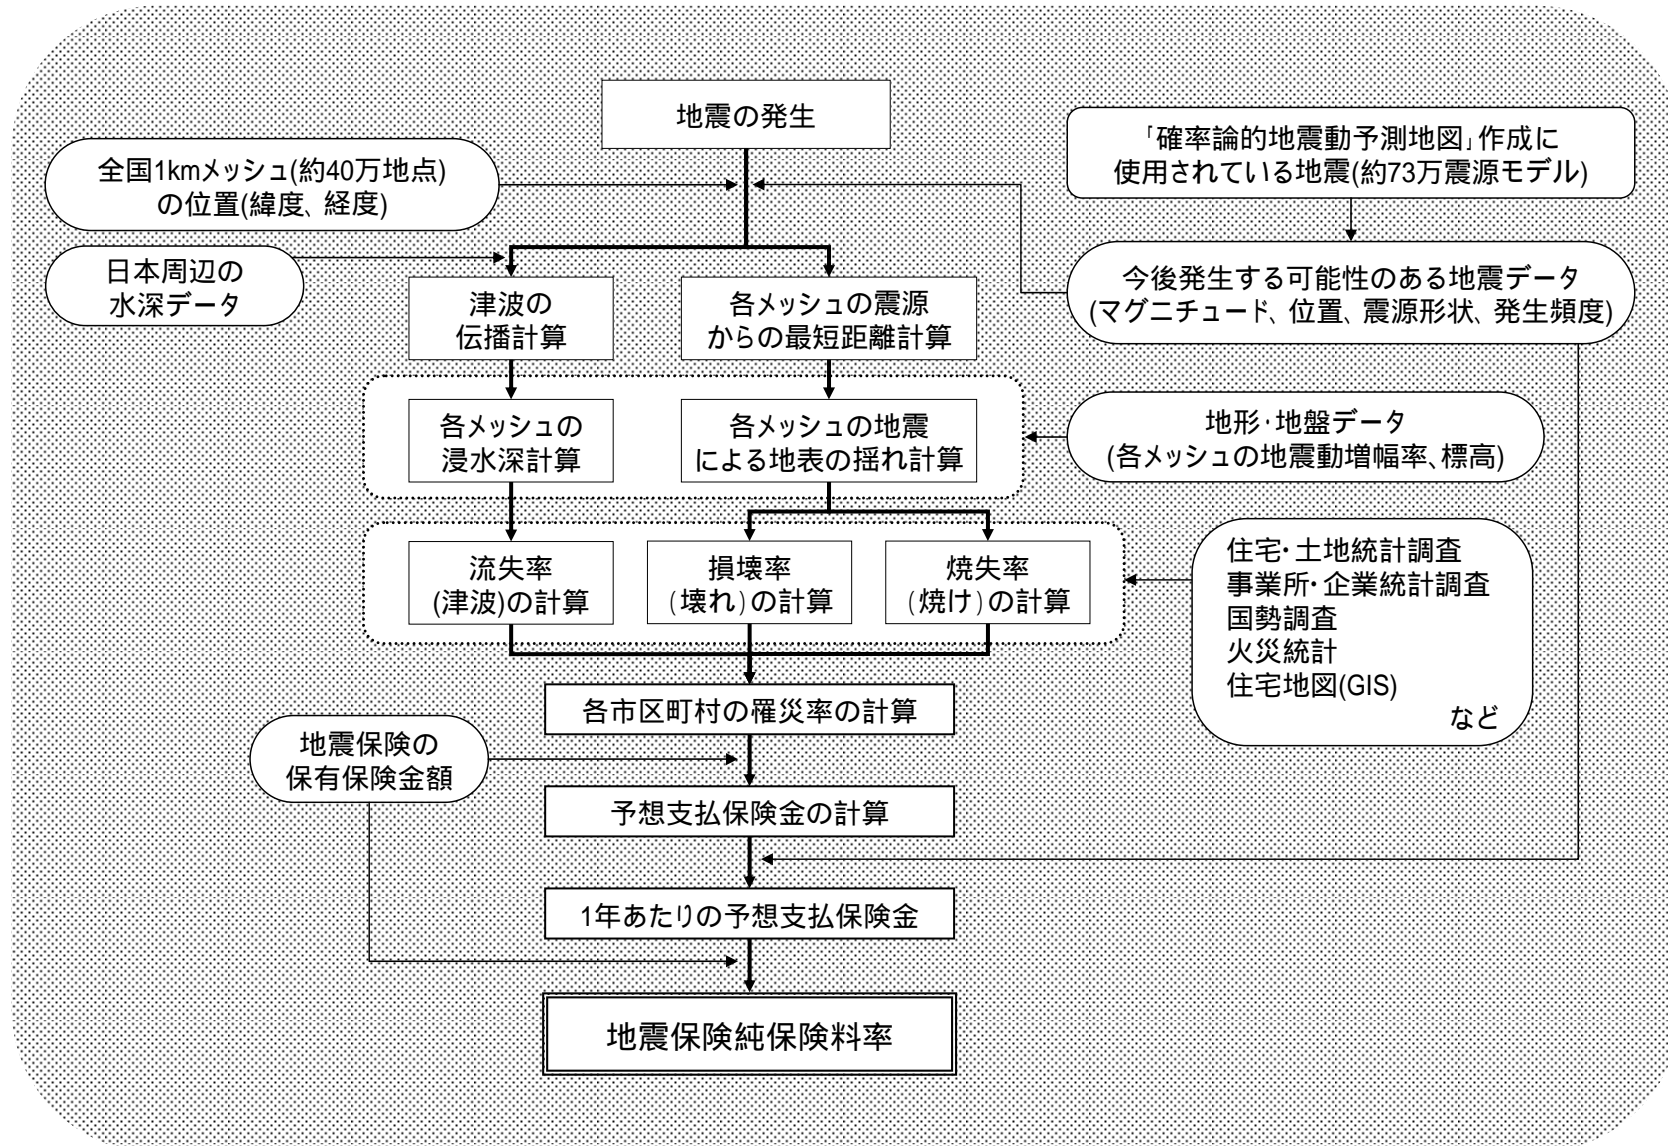 地震の発生
全国1kmメッシュ(約40万地点)
の位置(緯度、経度)
「確率論的地震動予測地図」作成に
使用されている地震(約73万震源モデル)
日本周辺の
水深データ
津波の
伝播計算
各メッシュの震源
からの最短距離計算
今後発生する可能性のある地震データ
(マグニチュード、位置、震源形状、発生頻度)
各メッシュの
浸水深計算
各メッシュの地震
による地表の揺れ計算
地形・地盤データ
(各メッシュの地震動増幅率、標高)
流失率
(津波)の計算
損壊率
(壊れ)の計算
焼失率
(焼け)の計算
住宅・土地統計調査
事業所・企業統計調査
国勢調査
火災統計
住宅地図(GIS)
など
各市区町村の罹災率の計算
地震保険の
保有保険金額
予想支払保険金の計算
1年あたりの予想支払保険金
地震保険純保険料率